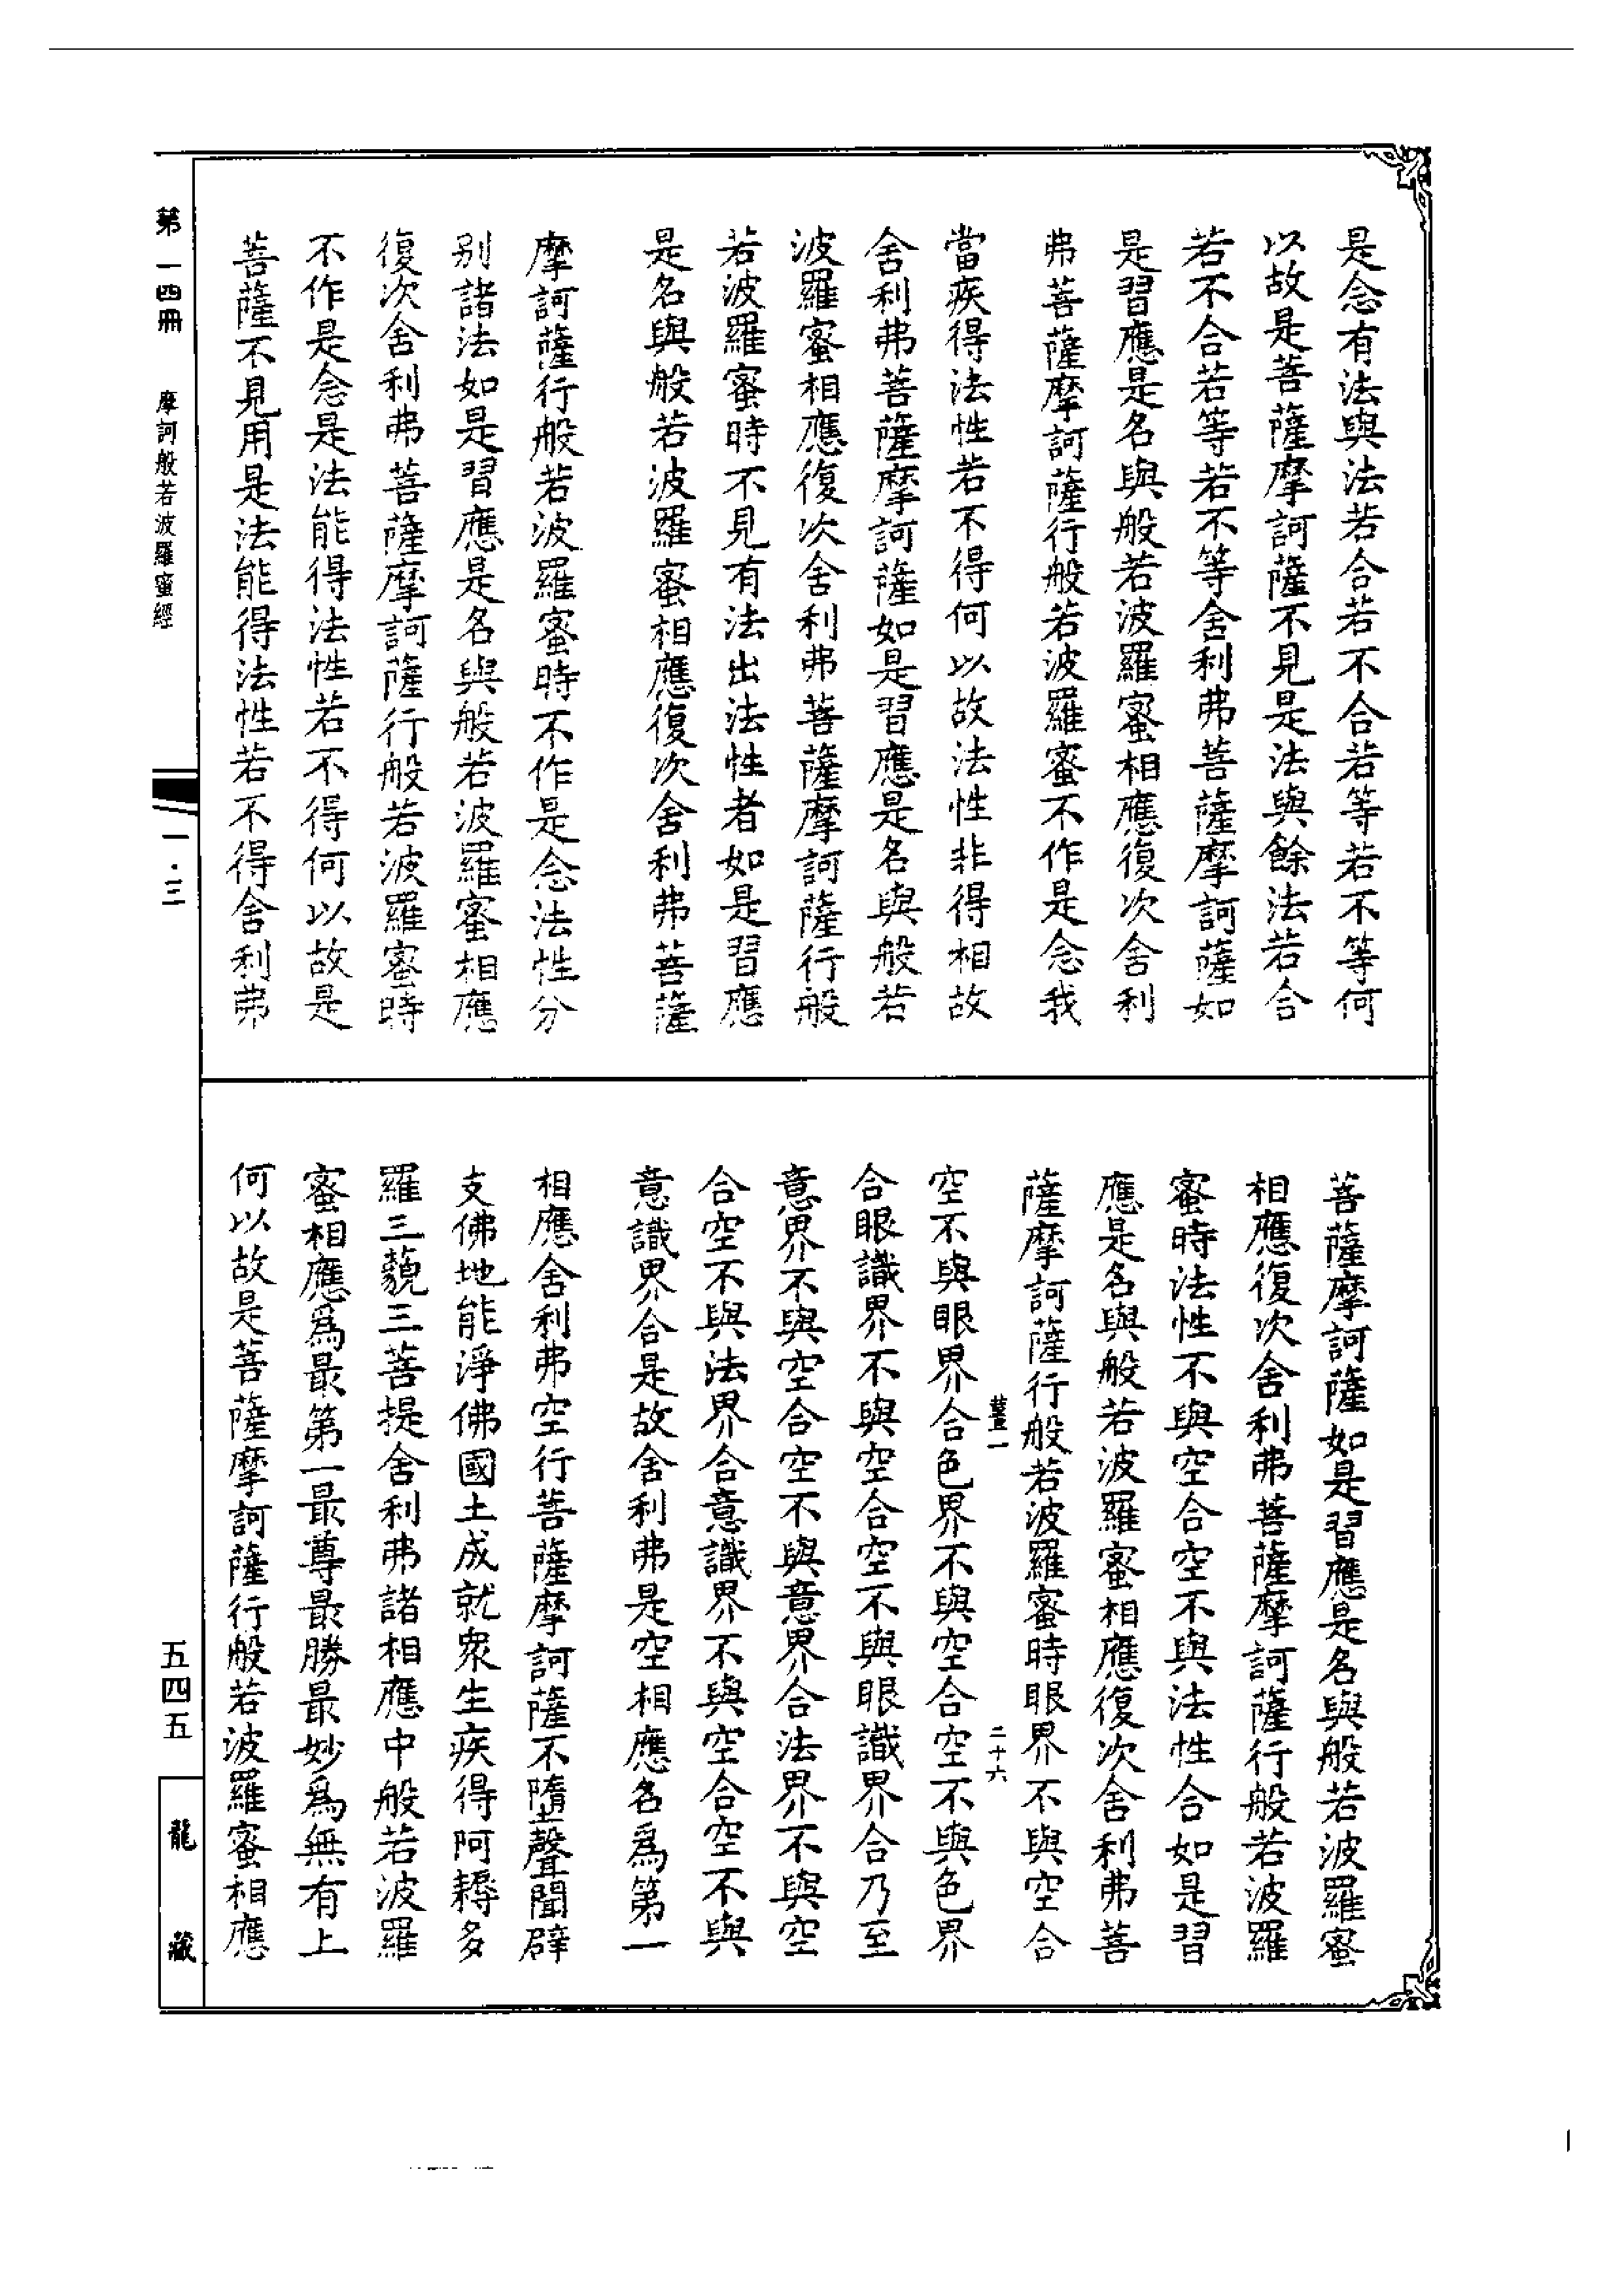 是念有法與法若合若不合若等若不等何
以故是菩薩摩訶薩不見是法與餘法若合
若不合若等若不等舍利弗菩薩摩訶薩如
是習應是名與般若波羅蜜相應復次舍利
弗菩薩摩訶薩行般若波羅蜜不作是念我
當疾得法性若不得何以故法性非得相故
舍利弗菩薩摩訶薩如是習應是名與般若
波羅蜜相應復次舍利弗菩薩摩訶薩行般
若波羅蜜時不見有法出法性者如是習應
是名與般若波羅蜜相應復次舍利弗菩薩
摩訶薩行般若波羅蜜時不作是念法性分
别諸法如是習應是名與般若波羅蜜相應
復次舍利弗菩薩摩訶薩行般若波羅蜜時
不作是念是法能得法性若不得何以故是
菩薩不見用是法能得法性若不得舍利弗
菩薩摩訶薩如是習應是名與般若波羅蜜
相應復次舍利弗菩薩摩訶薩行般若波羅
蜜時法性不與空合空不與法性合如是習
應是名與般若波羅蜜相應復次舍利弗菩
薩摩訶薩行般若波羅蜜時眼界不與空合
薑一
二十六
空不與眼界合色界不與空合空不與色界
合眼識界不與空合空不與眼識界合乃至
意界不與空合空不與意界合法界不與空
合空不與法界合意識界不與空合空不與
意識界合是故舍利弗是空相應名爲第一
相應舍利弗空行菩薩摩訶薩不墮聲聞辟
支佛地能淨佛國土成就衆生疾得阿耨多
羅三藐三菩提舍利弗諸相應中般若波羅
蜜相應爲最第一最尊最勝最妙爲無有上
何以故是菩薩摩訶薩行般若波羅蜜相應
第一四冊
摩訶般若波羅蜜經
一·三
五四五
龍藏